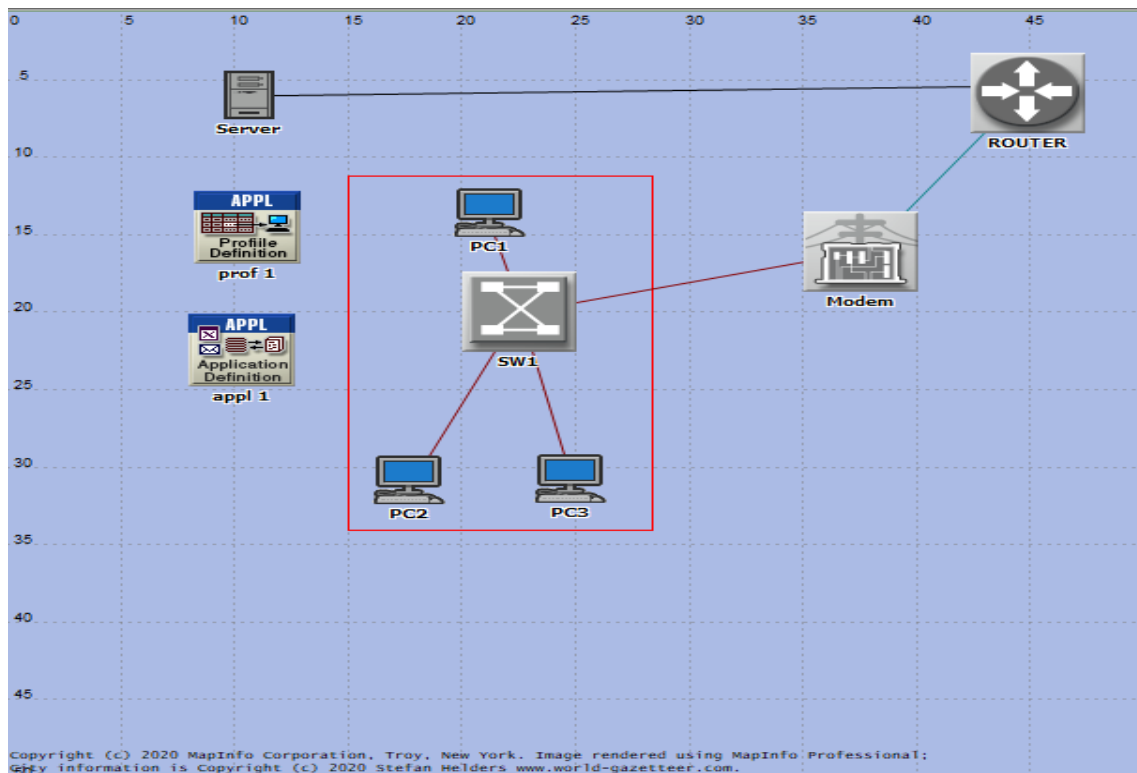 0 5 10 15 20 25 30 35 40 45
5
Server
ROUTER
10
APPL
Profiile
Definition
prof 1
PC1
15
Modem
20
APPL
Application
Definition
appl 1
SW1
25
30
PC2
PC3
35
40
45
Copyright (c) 2020 MapInfo Corporation, Troy, New York. Image rendered using MapInfo Professional;
City information is Copyright (c) 2020 Stefan Helders www.world-gazetteer.com.